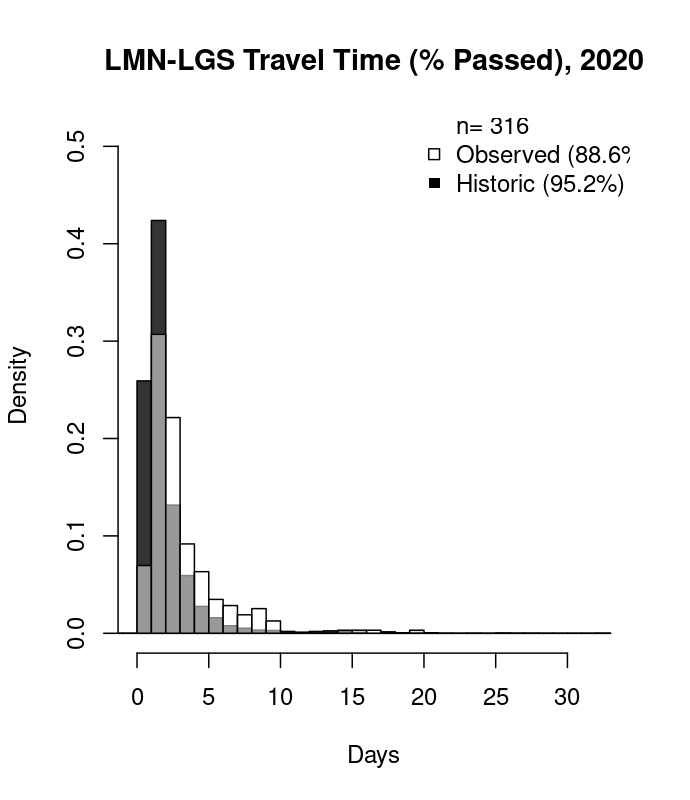 LMN-LGS Travel Time (% Passed), 2020
n= 316
Observed (88.6%
Historic (95.2%)
Density
0.5
0.4
0.3
0.2
0.1
0.0
0 5 10 15 20 25 30
Days